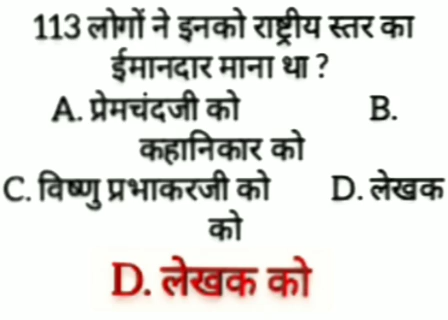 113 लोगों ने इनको राष्ट्रीय स्तर का
ईमानदार माना था ?
A. प्रेमचंदजी को B.
कहानिकार को
C. विष्णु प्रभाकरजी को D. लेखक
को
D. लेखक को